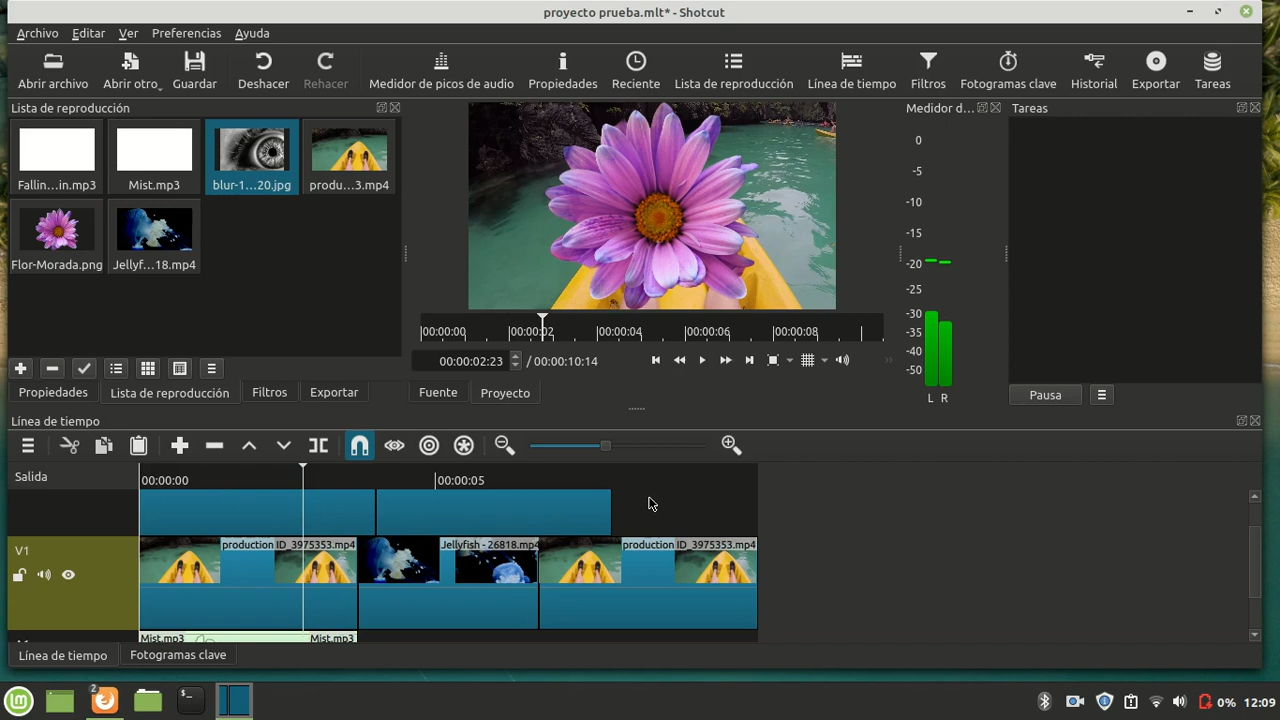 proyecto prueba.mlt* - Shotcut
Archivo Editar Ver Preferencias Ayuda
Abrir archivo Abrir otro Guardar Deshacer Rehacer Medidor de picos de audio Propiedades Reciente Lista de reproducción Línea de tiempo Filtros Fotogramas clave Historial Exportar Tareas
Lista de reproducción
Fallin...in.mp3 Mist.mp3 blur-1...20.jpg produ...3.mp4
Flor-Morada.png Jellyf...18.mp4
Propiedades Lista de reproducción Filtros Exportar
00:00:00 00:00:02 00:00:04 00:00:06 00:00:08
00:00:02:23 / 00:00:10:14
Fuente Proyecto
Medidor d...
0
-5
-10
-15
-20
-25
-30
-35
-40
-50
L R
Tareas
Pausa
Línea de tiempo
Salida
00:00:00 00:00:05
V1
production ID_3975353.mp4 Jellyfish - 26818.mp4 production ID_3975353.mp4
Mist.mp3 Mist.mp3
Línea de tiempo Fotogramas clave
2
0% 12:09